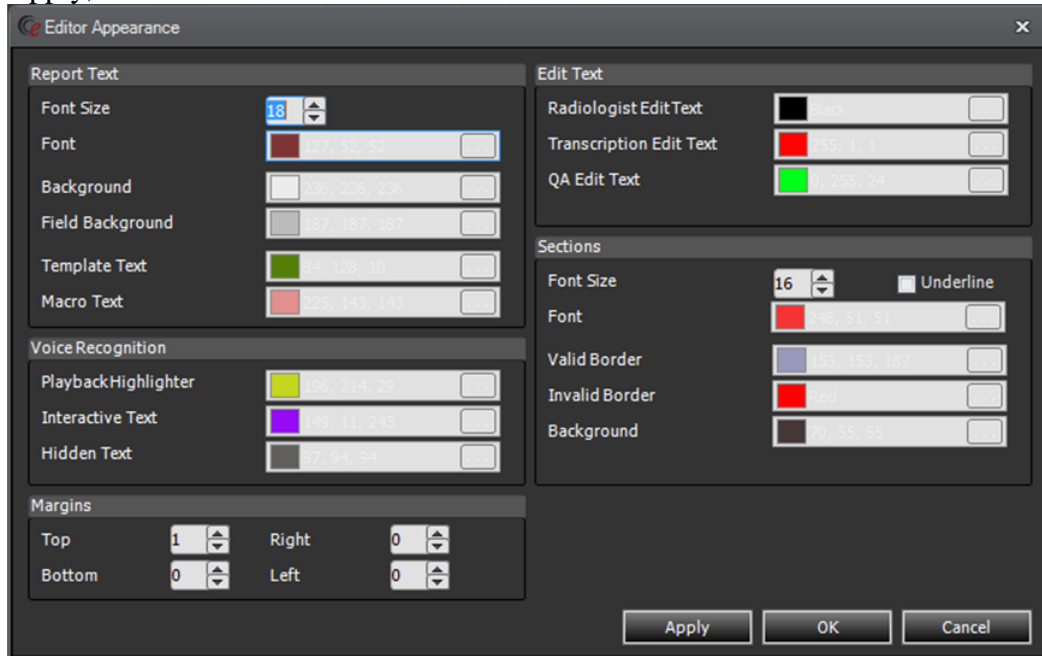 Editor Appearance
Report Text
Font Size 18
Font 127, 52, 52 ...
Background 236, 236, 236 ...
Field Background 187, 187, 187 ...
Template Text 84, 128, 10 ...
Macro Text 225, 143, 143 ...
Voice Recognition
Playback Highlighter 196, 214, 29 ...
Interactive Text 149, 11, 243 ...
Hidden Text 97, 94, 94 ...
Margins
Top 1 Right 0
Bottom 0 Left 0
Edit Text
Radiologist Edit Text Black ...
Transcription Edit Text 255, 1, 1 ...
QA Edit Text 0, 255, 24 ...
Sections
Font Size 16 Underline
Font 246, 51, 51 ...
Valid Border 153, 153, 187 ...
Invalid Border Red ...
Background 70, 55, 55 ...
Apply OK Cancel